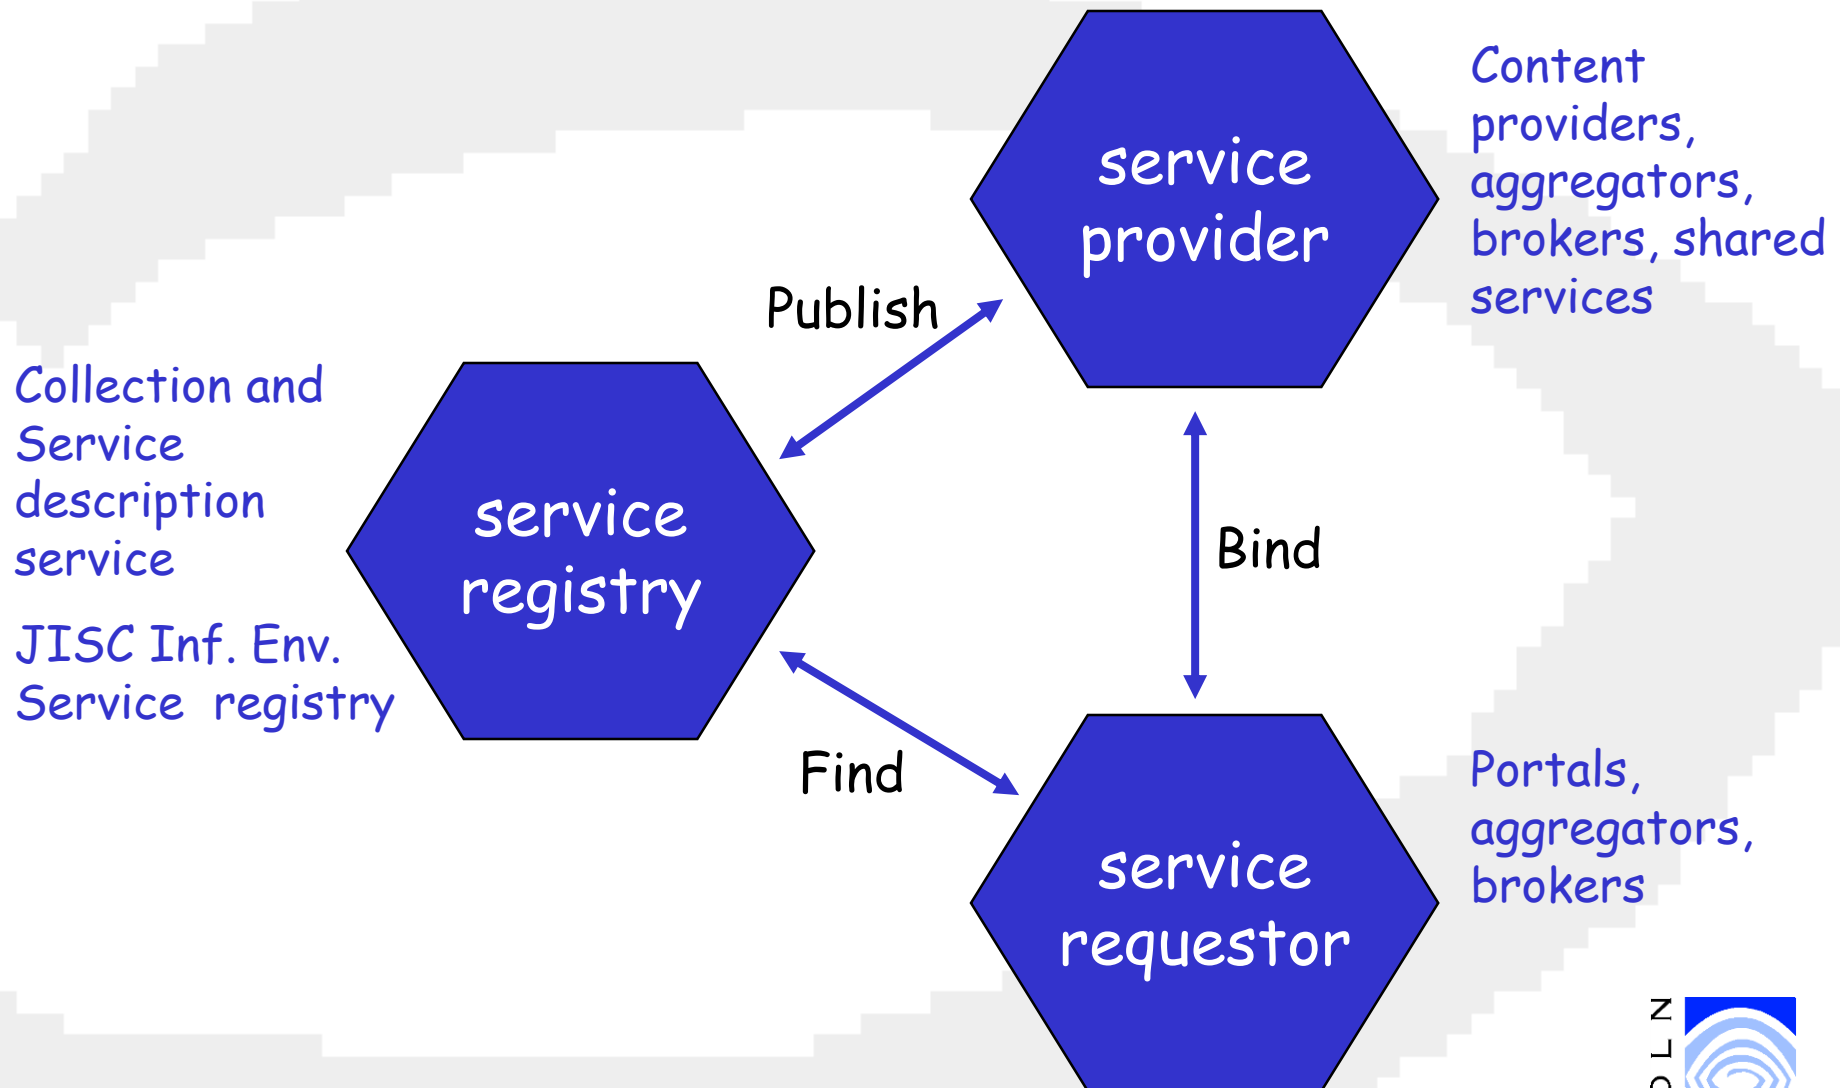 service
provider
Content
providers,
aggregators,
brokers, shared
services
Publish
Collection and
Service
description
service
JISC Inf. Env.
Service registry
service
registry
Bind
Find
service
requestor
Portals,
aggregators,
brokers